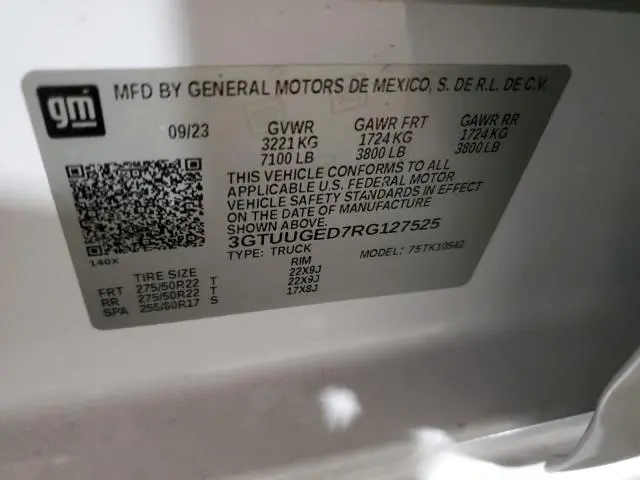 gm MFD BY GENERAL MOTORS DE MEXICO, S. DE R.L. DE C.V.
09/23 GVWR GAWR FRT GAWR RR
3221 KG 1724 KG 1724 KG
7100 LB 3800 LB 3800 LB
THIS VEHICLE CONFORMS TO ALL
APPLICABLE U.S. FEDERAL MOTOR
VEHICLE SAFETY STANDARDS IN EFFECT
ON THE DATE OF MANUFACTURE
SHOWN ABOVE.
3GTUUGED7RG127525
TYPE: TRUCK MODEL: 75TK10543
140X
TIRE SIZE RIM
FRT 275/50R22 T 22X9J
RR 275/50R22 T 22X9J
SPA 255/80R17 S 17X8J